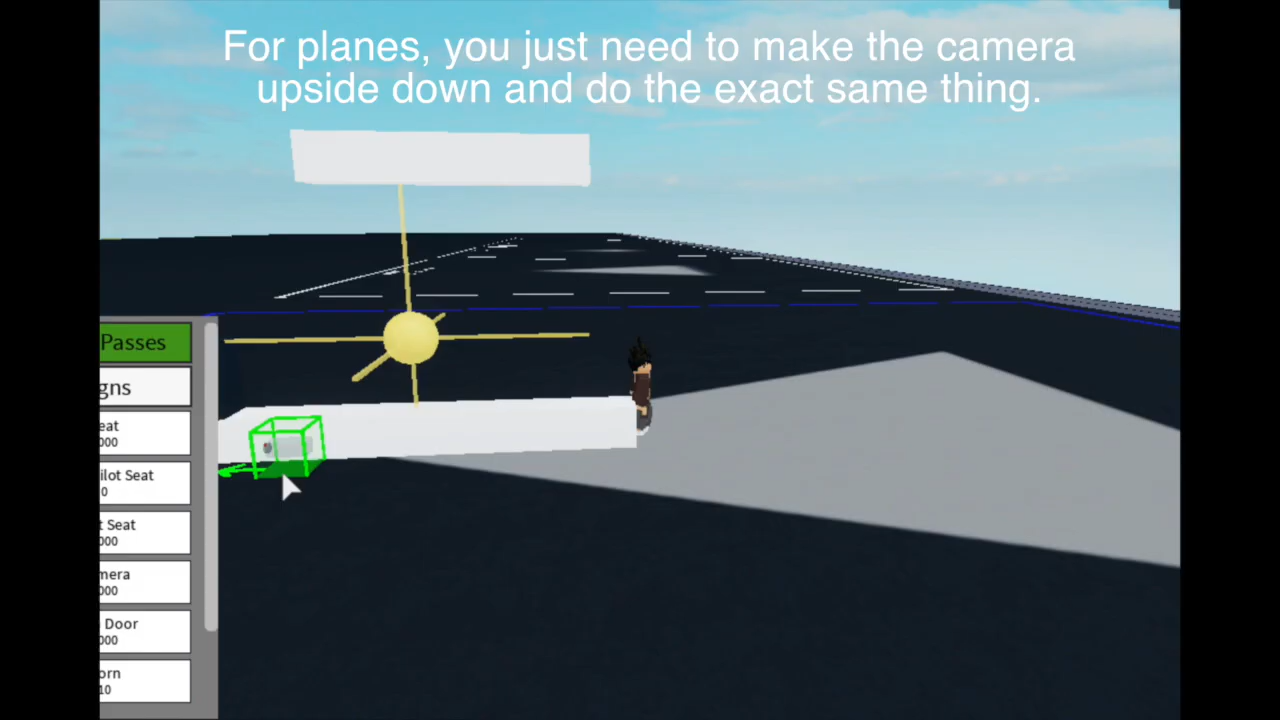 For planes, you just need to make the camera
upside down and do the exact same thing.
Passes
gns
eat
000
ilot Seat
0
t Seat
000
mera
000
Door
000
orn
10